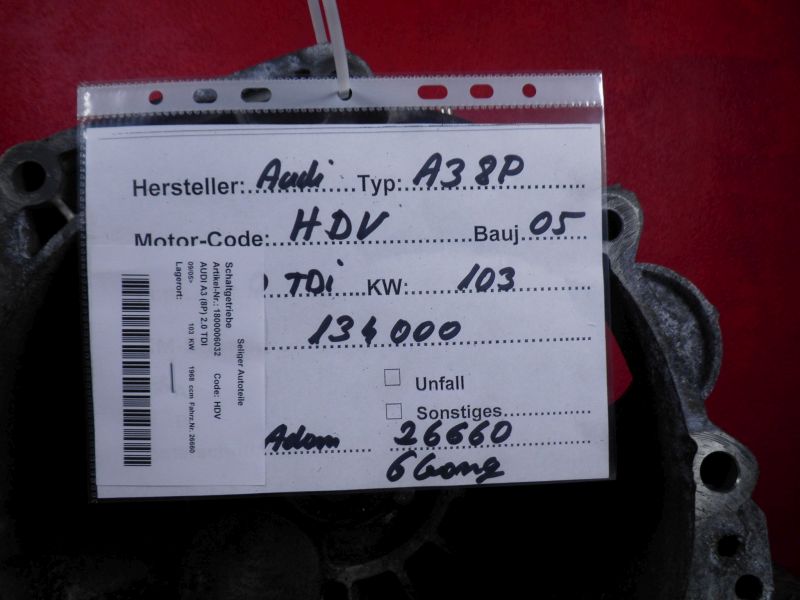 Hersteller: Audi Typ: A3 8P
Motor-Code: HDV Bauj 05
TDi KW: 103
134000
Unfall
Sonstiges
Adam 26660
6 Gang
Seliger Autoteile
Schaltgetriebe
Artikel-Nr.: 1800006032 Code: HDV
AUDI A3 (8P) 2.0 TDI
09/05> 103 KW 1968 ccm Fahrz.Nr. 26660
Lagerort: